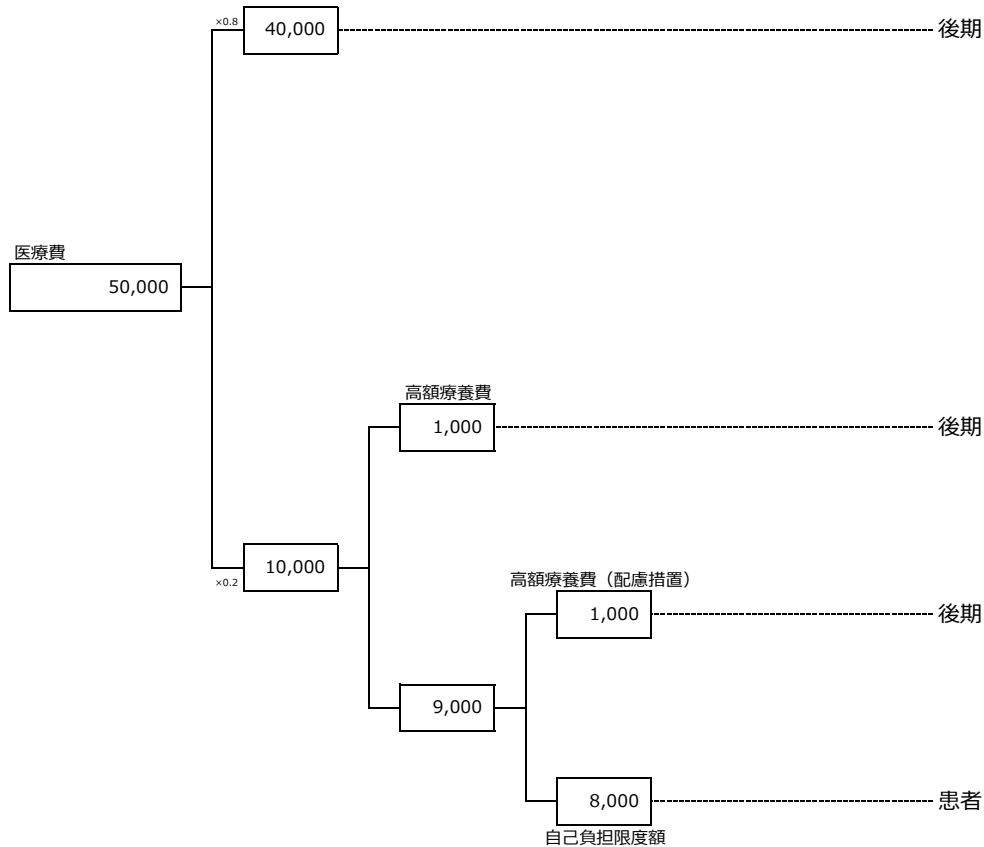 ×0.8
40,000
後期
医療費
50,000
高額療養費
1,000
後期
×0.2
10,000
高額療養費（配慮措置）
1,000
後期
9,000
8,000
患者
自己負担限度額